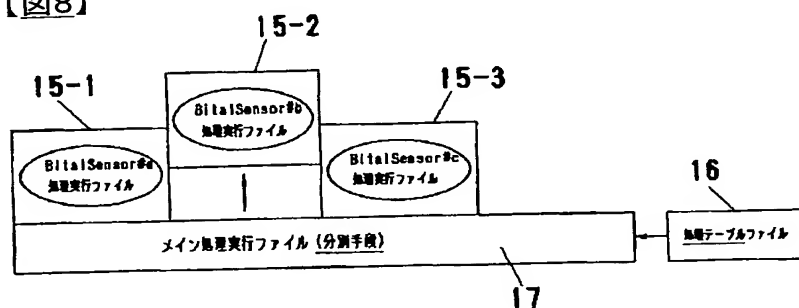 【図8】
15-2
15-1
15-3
BitalSensor#b
処理実行ファイル
BitalSensor#a
処理実行ファイル
BitalSensor#c
処理実行ファイル
16
メイン処理実行ファイル (分別手段)
処理テーブルファイル
17